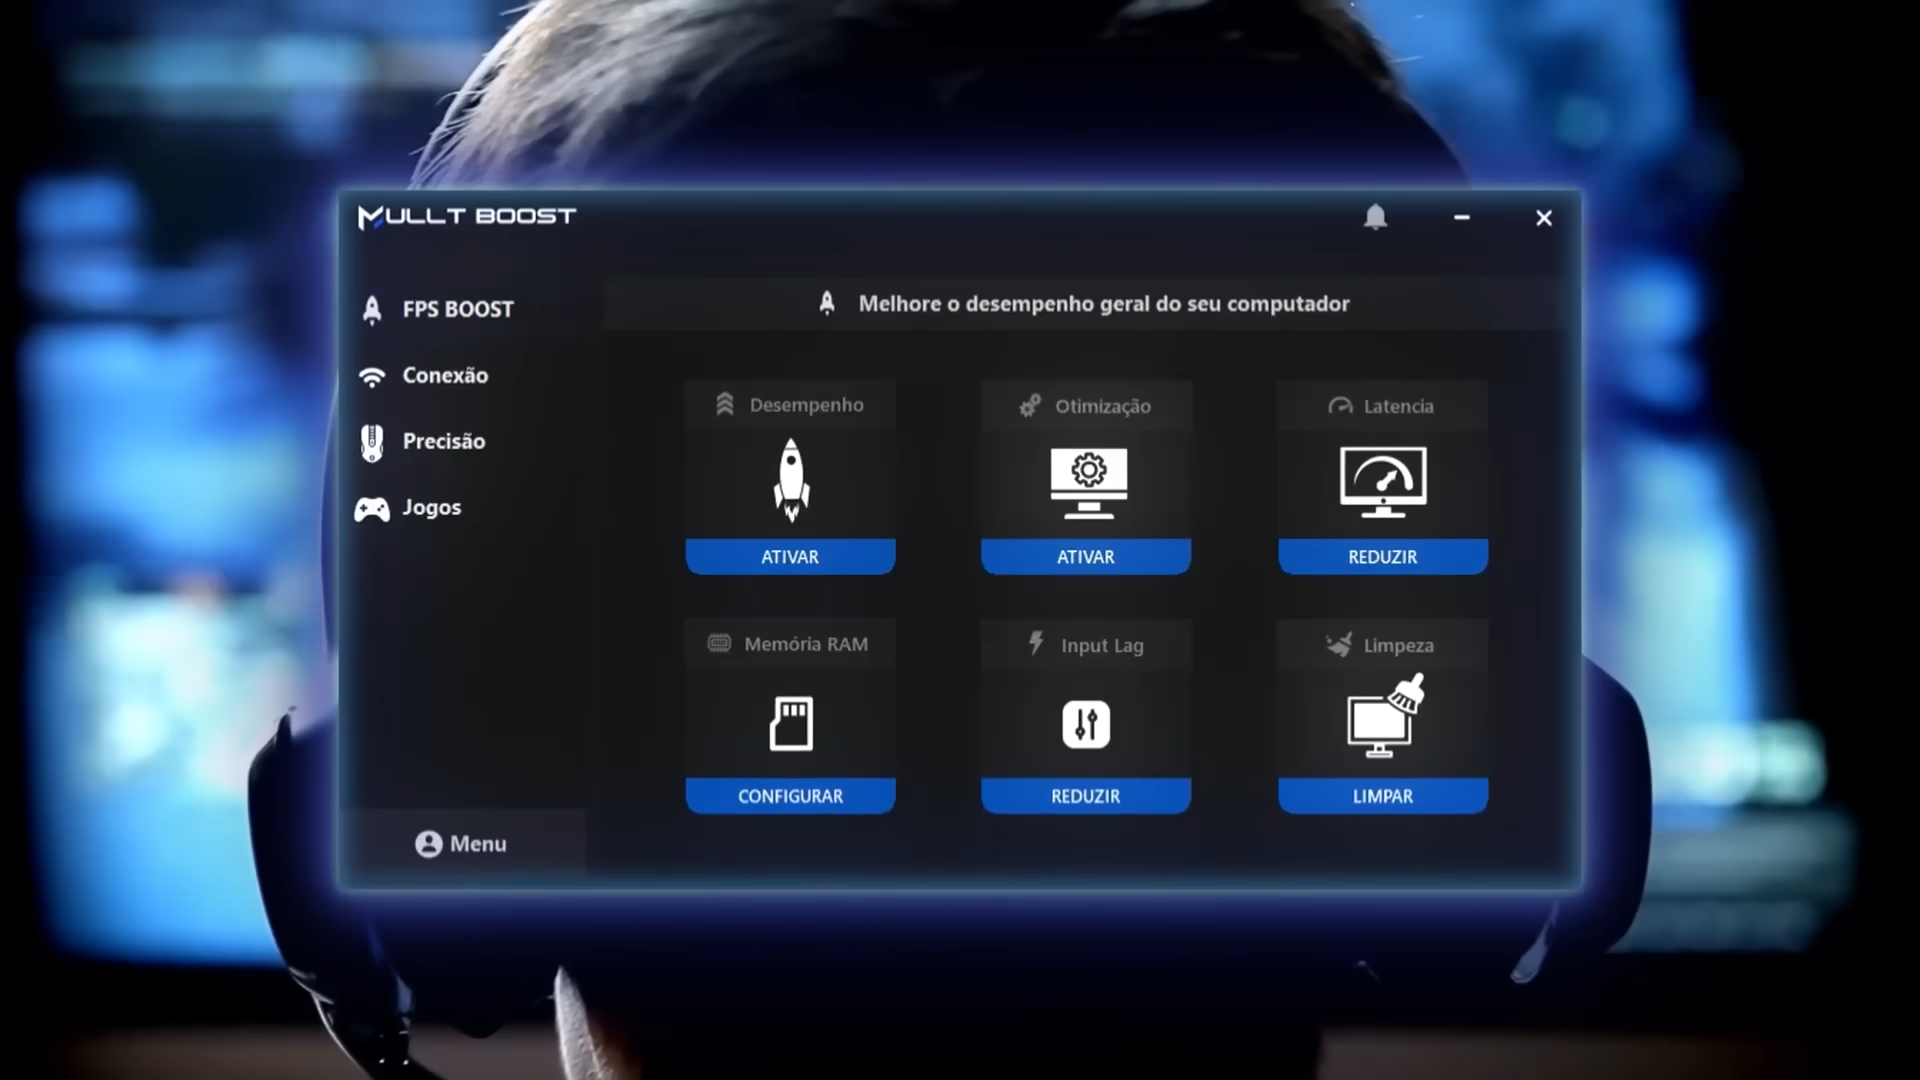 MULLT BOOST
FPS BOOST
Conexão
Precisão
Jogos
Menu
Melhore o desempenho geral do seu computador
Desempenho
ATIVAR
Otimização
ATIVAR
Latencia
REDUZIR
Memória RAM
CONFIGURAR
Input Lag
REDUZIR
Limpeza
LIMPAR